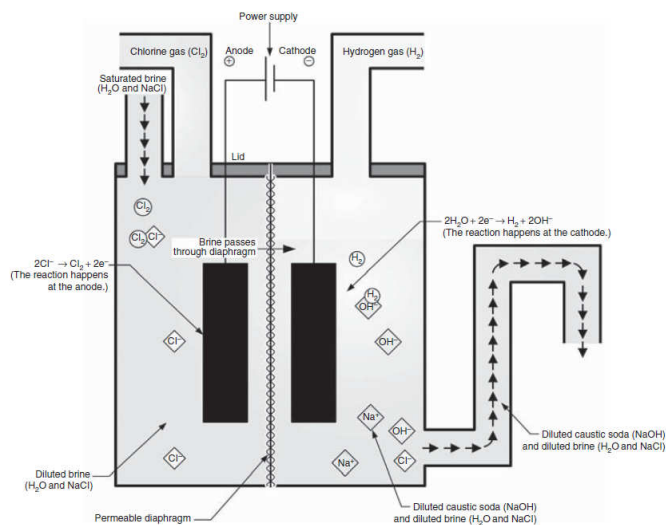 Power supply
Chlorine gas (Cl₂)
Anode
Cathode
Hydrogen gas (H₂)
⊕
⊖
Saturated brine
(H₂O and NaCl)
Lid
Cl₂
Cl₂
Cl⁻
2H₂O + 2e⁻ → H₂ + 2OH⁻
(The reaction happens
at the cathode.)
Brine passes
through diaphragm
H₂
2Cl⁻ → Cl₂ + 2e⁻
(The reaction happens
at the anode.)
H₂
OH⁻
Cl⁻
OH⁻
Na⁺
OH⁻
Diluted caustic soda (NaOH)
and diluted brine (H₂O and NaCl)
Cl⁻
Na⁺
Cl⁻
Diluted brine
(H₂O and NaCl)
Permeable diaphragm
Diluted caustic soda (NaOH)
and diluted brine (H₂O and NaCl)